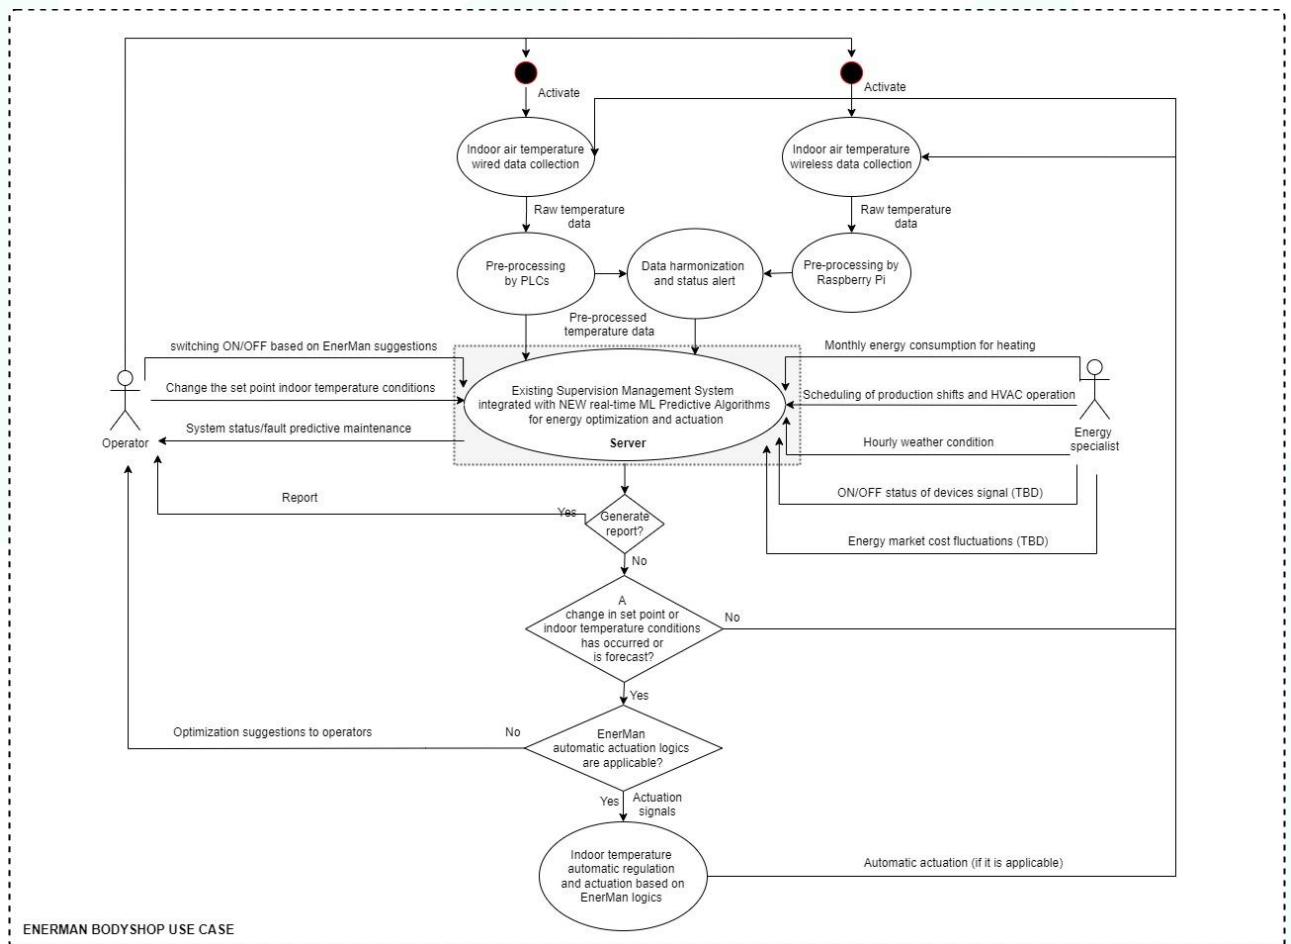 Activate
Activate
Indoor air temperature
wired data collection
Indoor air temperature
wireless data collection
Raw temperature
data
Raw temperature
data
Pre-processing
by PLCs
Data harmonization
and status alert
Pre-processing by
Raspberry Pi
Pre-processed
temperature data
switching ON/OFF based on EnerMan suggestions
Monthly energy consumption for heating
Change the set point indoor temperature conditions
Existing Supervision Management System
integrated with NEW real-time ML Predictive Algorithms
for energy optimization and actuation
Server
Scheduling of production shifts and HVAC operation
System status/fault predictive maintenance
Operator
Hourly weather condition
Energy
specialist
ON/OFF status of devices signal (TBD)
Report
Yes
Generate
report?
Energy market cost fluctuations (TBD)
No
A
change in set point or
indoor temperature conditions
has occurred or
is forecast?
No
Yes
Optimization suggestions to operators
No
EnerMan
automatic actuation logics
are applicable?
Yes
Actuation
signals
Indoor temperature
automatic regulation
and actuation based on
EnerMan logics
Automatic actuation (if it is applicable)
ENERMAN BODYSHOP USE CASE